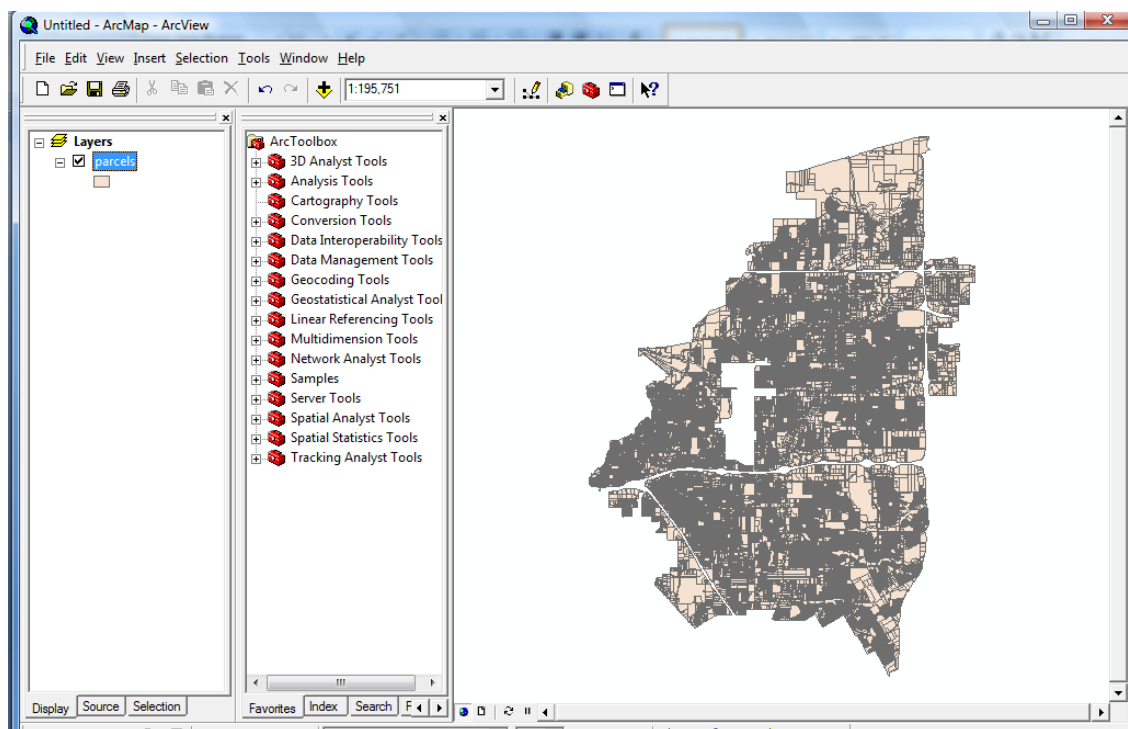 Untitled - ArcMap - ArcView
File Edit View Insert Selection Tools Window Help
1:195,751
Layers
parcels
ArcToolbox
3D Analyst Tools
Analysis Tools
Cartography Tools
Conversion Tools
Data Interoperability Tools
Data Management Tools
Geocoding Tools
Geostatistical Analyst Tool
Linear Referencing Tools
Multidimension Tools
Network Analyst Tools
Samples
Server Tools
Spatial Analyst Tools
Spatial Statistics Tools
Tracking Analyst Tools
Display Source Selection
Favorites Index Search